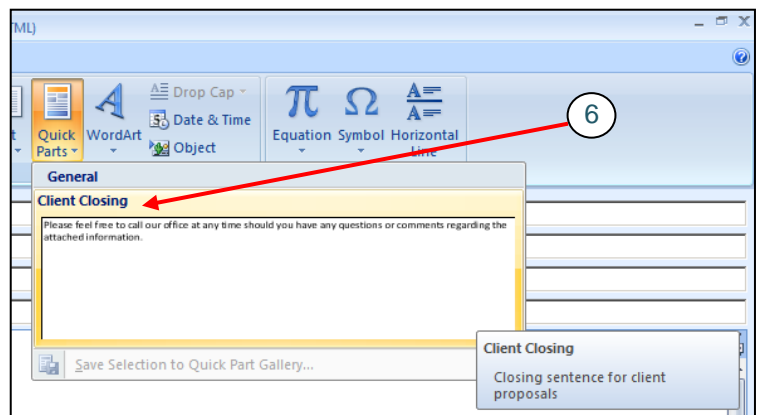 TML)
Quick Parts
WordArt
Drop Cap
Date & Time
Object
Equation Symbol Horizontal Line
6
General
Client Closing
Please feel free to call our office at any time should you have any questions or comments regarding the
attached information.
Save Selection to Quick Part Gallery...
Client Closing
Closing sentence for client
proposals